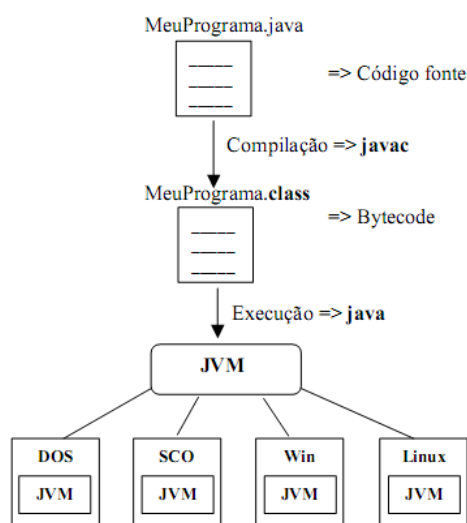 MeuPrograma.java
=> Código fonte
Compilação => javac
MeuPrograma.class
=> Bytecode
Execução => java
JVM
DOS SCO Win Linux
JVM JVM JVM JVM